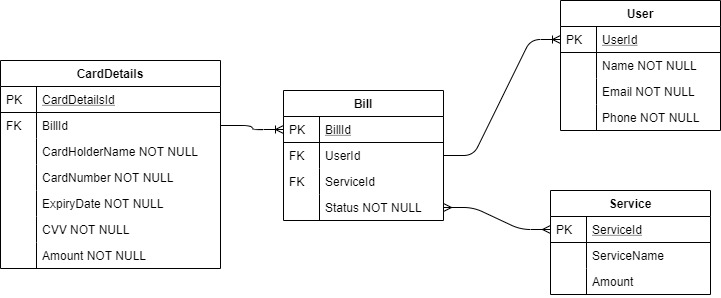 CardDetails
PK CardDetailsId
FK BillId
CardHolderName NOT NULL
CardNumber NOT NULL
ExpiryDate NOT NULL
CVV NOT NULL
Amount NOT NULL
Bill
PK BillId
FK UserId
FK ServiceId
Status NOT NULL
User
PK UserId
Name NOT NULL
Email NOT NULL
Phone NOT NULL
Service
PK ServiceId
ServiceName
Amount